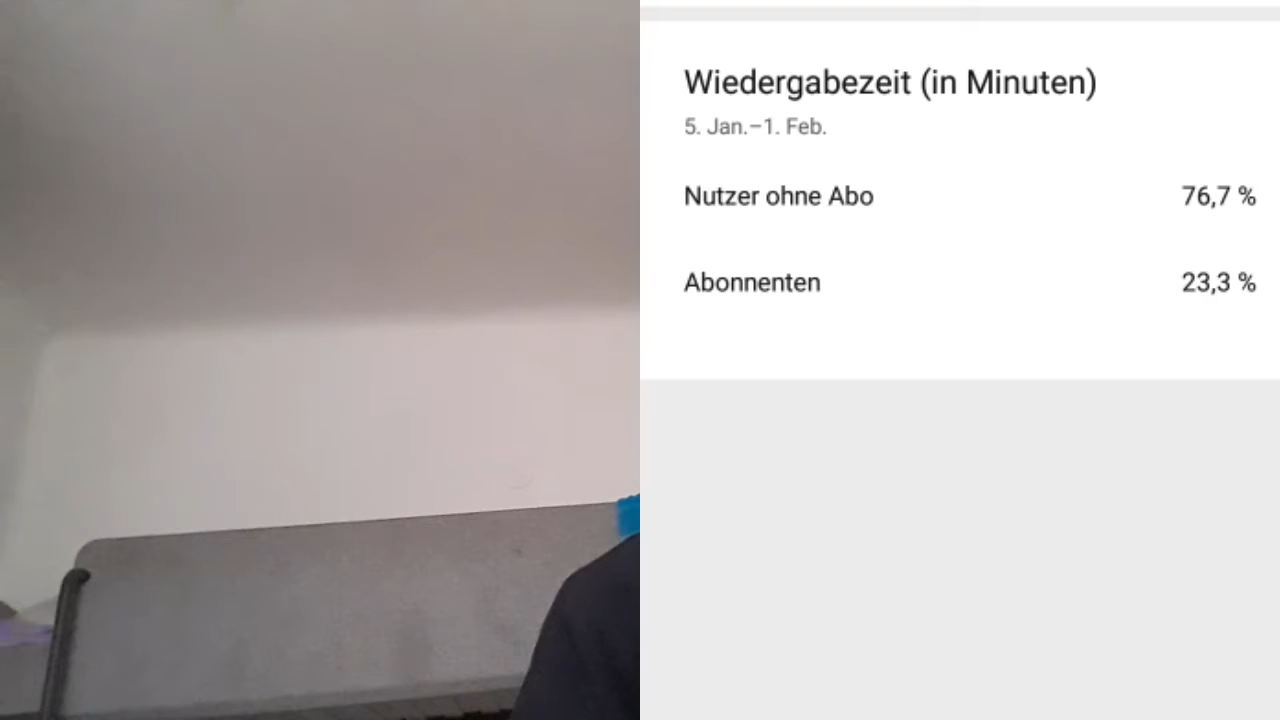 Wiedergabezeit (in Minuten)
5. Jan.–1. Feb.
Nutzer ohne Abo 76,7 %
Abonnenten 23,3 %